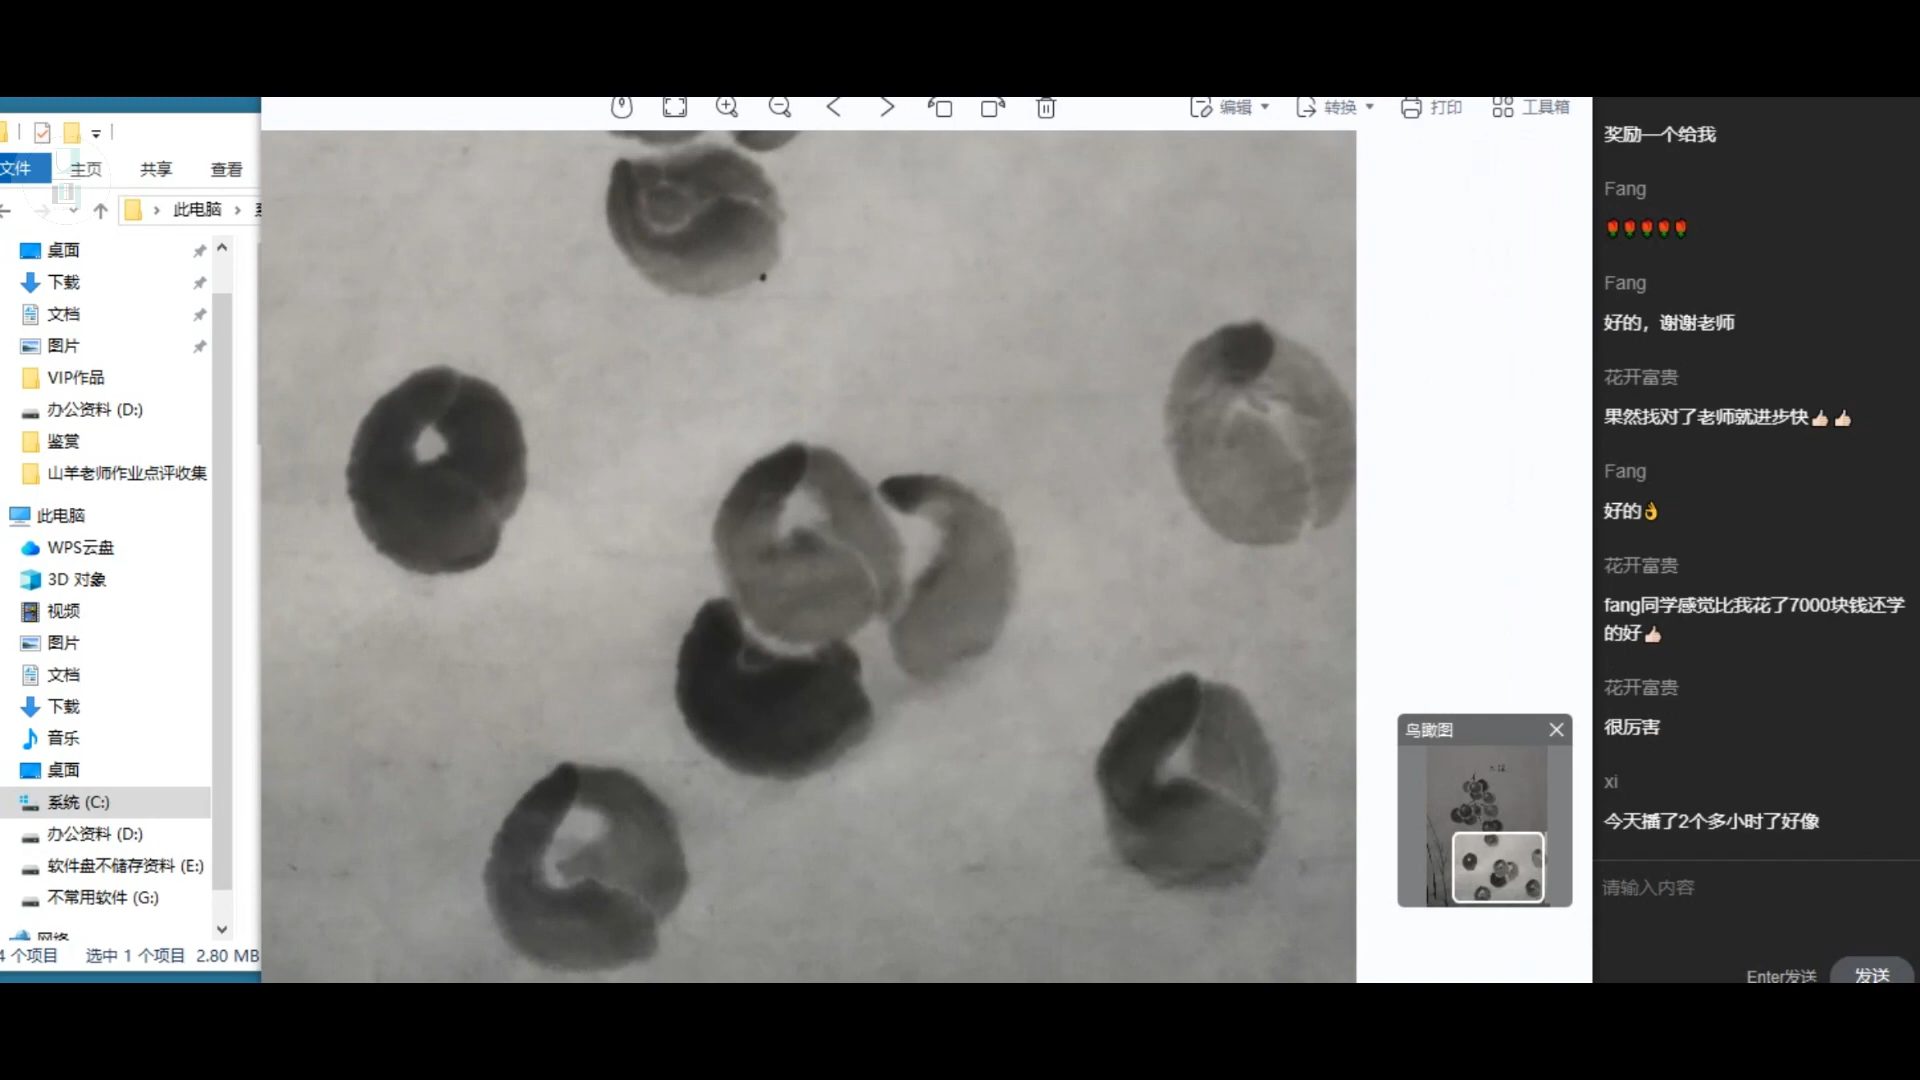 编辑
转换
打印
工具箱
文件
主页
共享
查看
此电脑
桌面
下载
文档
图片
VIP作品
办公资料 (D:)
鉴赏
山羊老师作业点评收集
此电脑
WPS云盘
3D 对象
视频
图片
文档
下载
音乐
桌面
系统 (C:)
办公资料 (D:)
软件盘不储存资料 (E:)
不常用软件 (G:)
网络
4 个项目 选中 1 个项目 2.80 MB
鸟瞰图
奖励一个给我
Fang
🌹🌹🌹🌹🌹
Fang
好的，谢谢老师
花开富贵
果然找对了老师就进步快👍🏻👍🏻
Fang
好的👌
花开富贵
fang同学感觉比我花了7000块钱还学
的好👍🏻
花开富贵
很厉害
xi
今天播了2个多小时了好像
请输入内容
Enter发送
发送